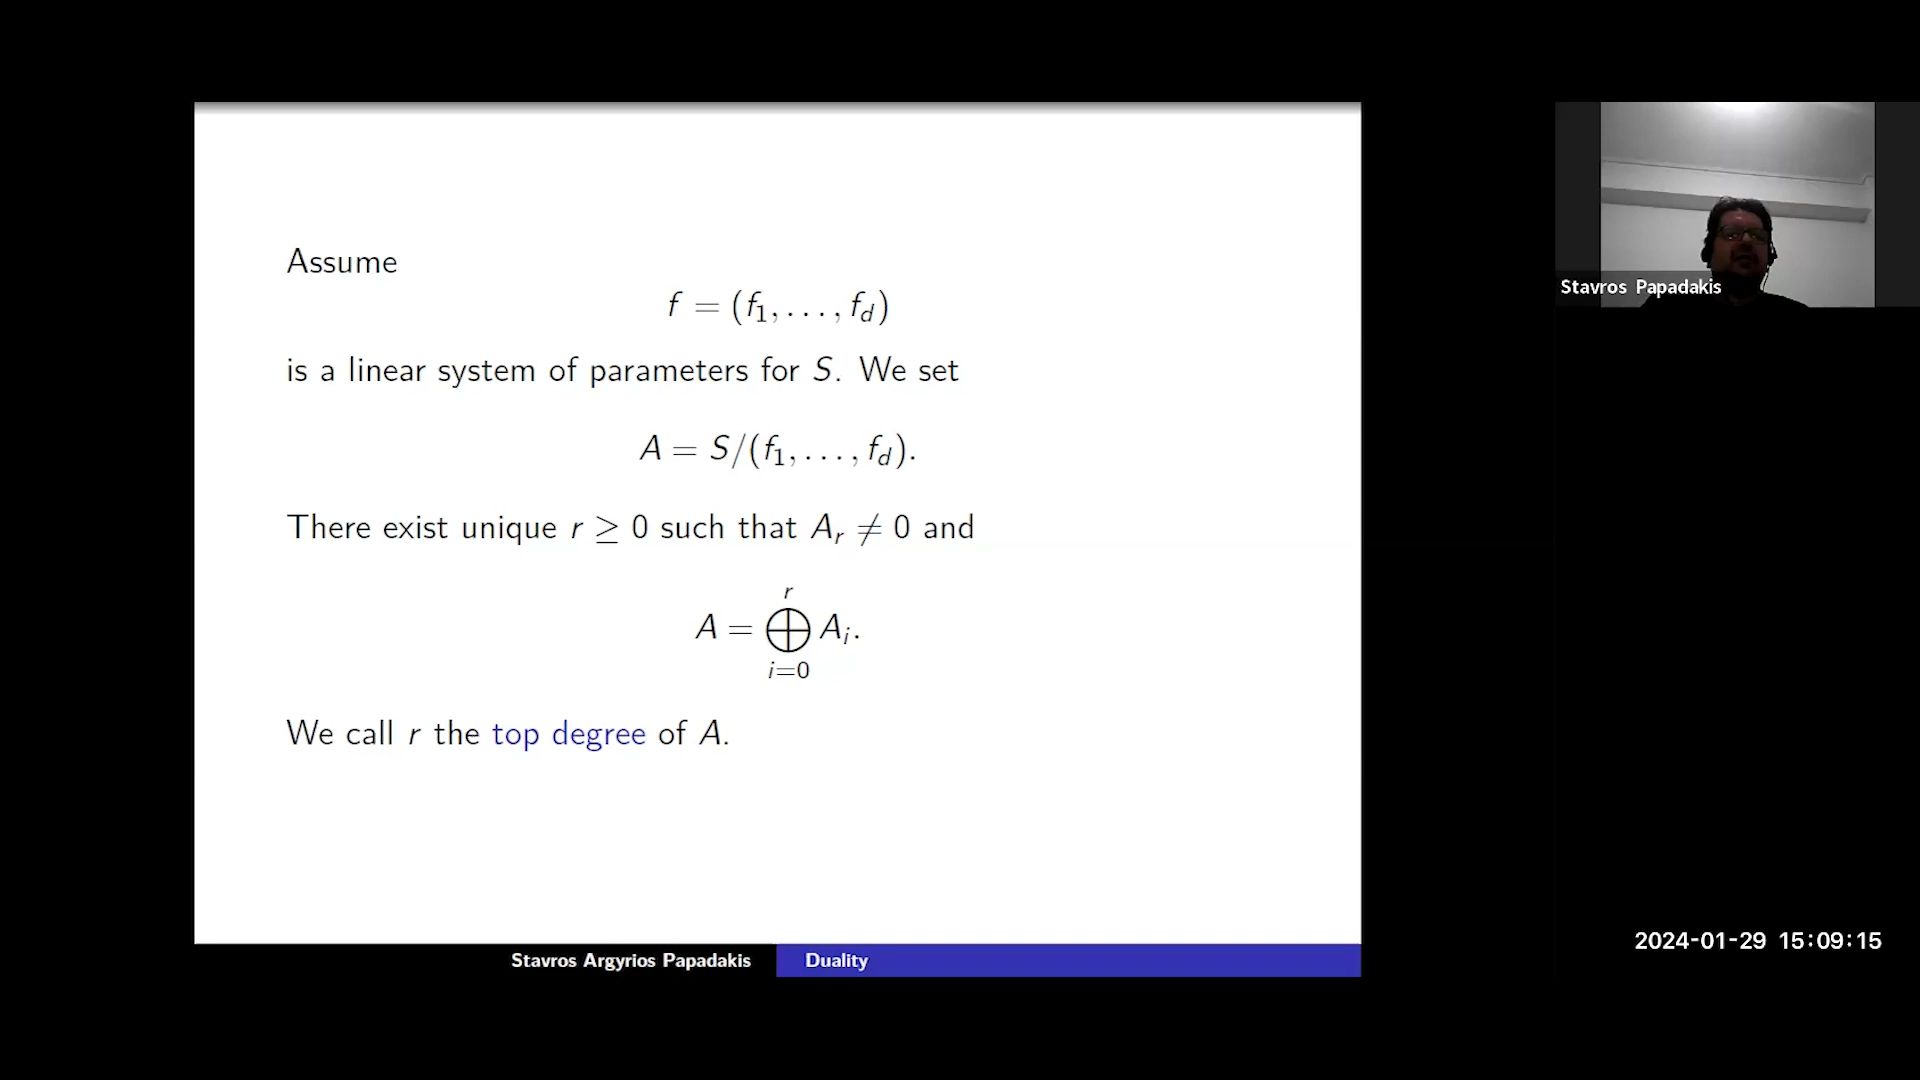 Assume
f = (f₁, . . . , f_d)
is a linear system of parameters for S. We set
A = S/(f₁, . . . , f_d).
There exist unique r ≥ 0 such that A_r ≠ 0 and
r
A = ⨁ A_i.
i=0
We call r the top degree of A.
Stavros Argyrios Papadakis
Duality
Stavros Papadakis
2024-01-29 15:09:15